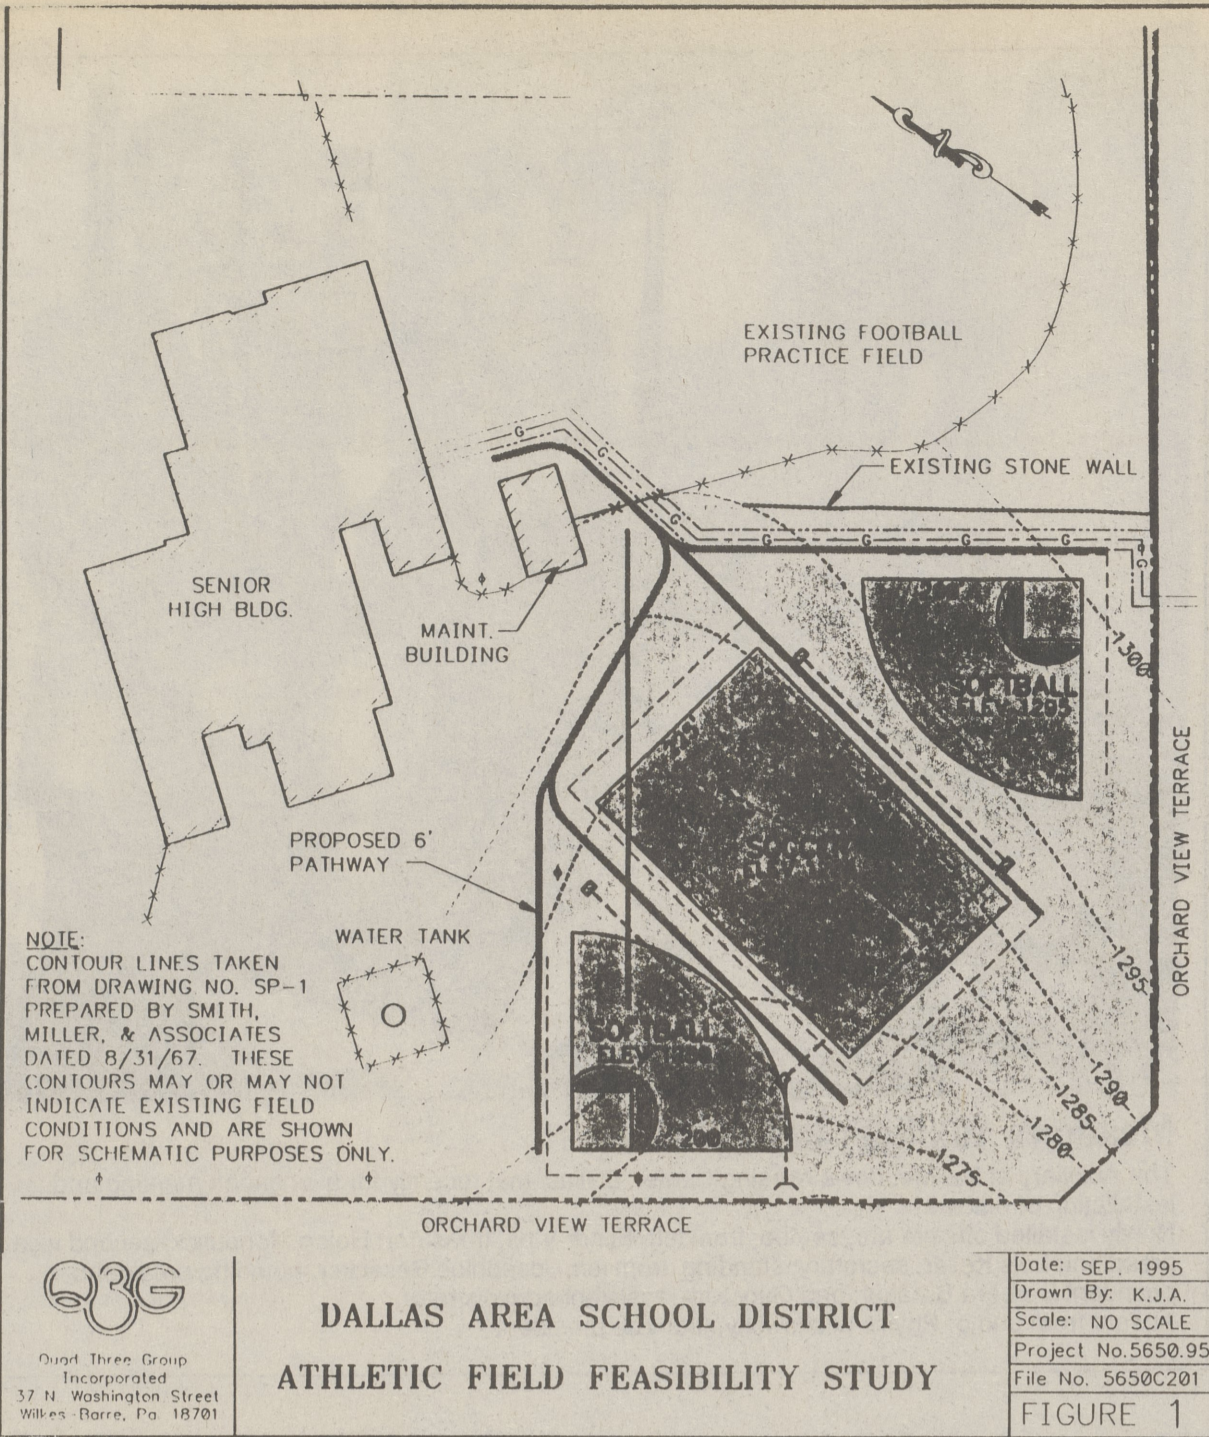 EXISTING FOOTBALL
PRACTICE FIELD
G
G
EXISTING STONE WALL
G
G
G
G
G
G
SENIOR
HIGH BLDG.
MAINT.
BUILDING
1300
SOFTBALL
ELEV 1295
ORCHARD VIEW TERRACE
PROPOSED 6'
PATHWAY
SOCCER
1295
NOTE:
CONTOUR LINES TAKEN
FROM DRAWING NO. SP-1
PREPARED BY SMITH,
MILLER, & ASSOCIATES
DATED 8/31/67. THESE
CONTOURS MAY OR MAY NOT
INDICATE EXISTING FIELD
CONDITIONS AND ARE SHOWN
FOR SCHEMATIC PURPOSES ONLY.
WATER TANK
SOFTBALL
200
1290
1285
1280
1275
ORCHARD VIEW TERRACE
Q3G
Quad Three Group
Incorporated
37 N. Washington Street
Wilkes-Barre, Pa. 18701
DALLAS AREA SCHOOL DISTRICT
ATHLETIC FIELD FEASIBILITY STUDY
Date: SEP. 1995
Drawn By: K.J.A.
Scale: NO SCALE
Project No.5650.95
File No. 5650C201
FIGURE 1